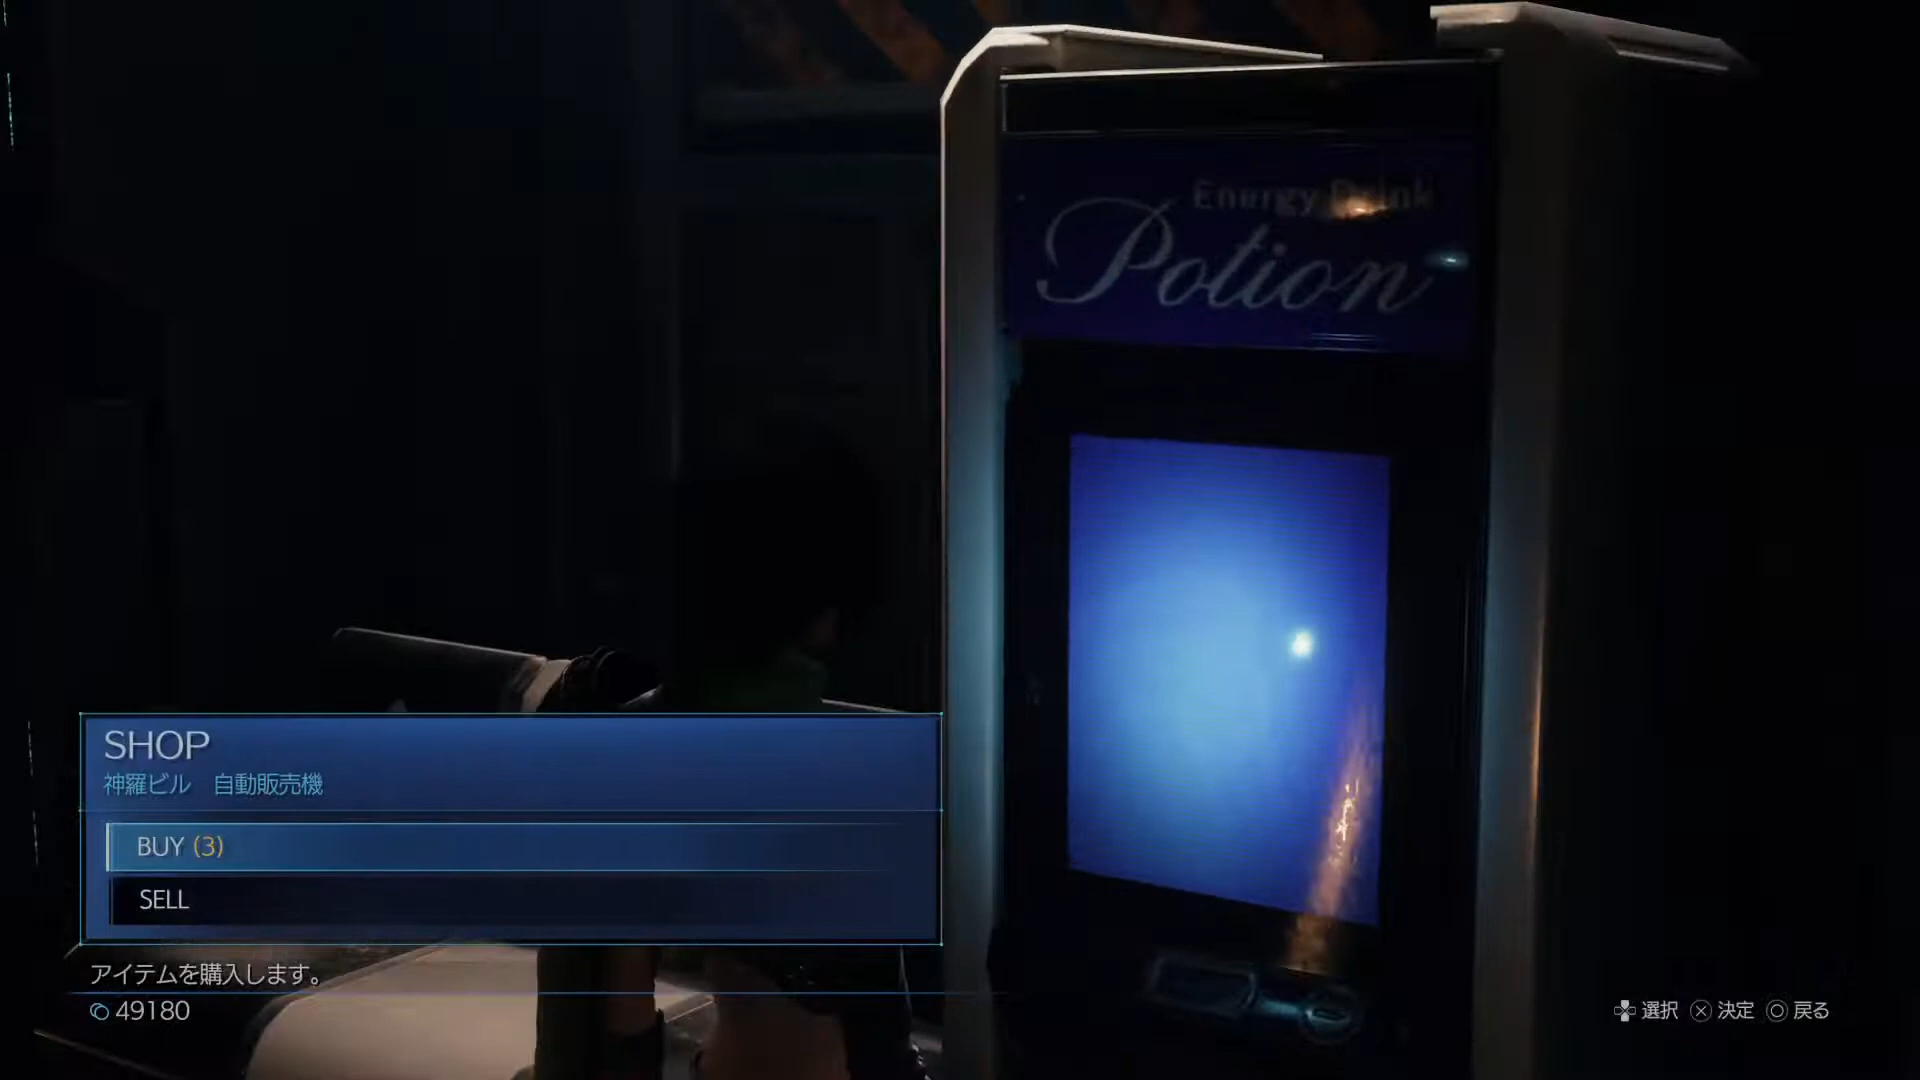 Energy Drink
Potion
SHOP
神羅ビル 自動販売機
BUY (3)
SELL
アイテムを購入します。
49180
選択 決定 戻る